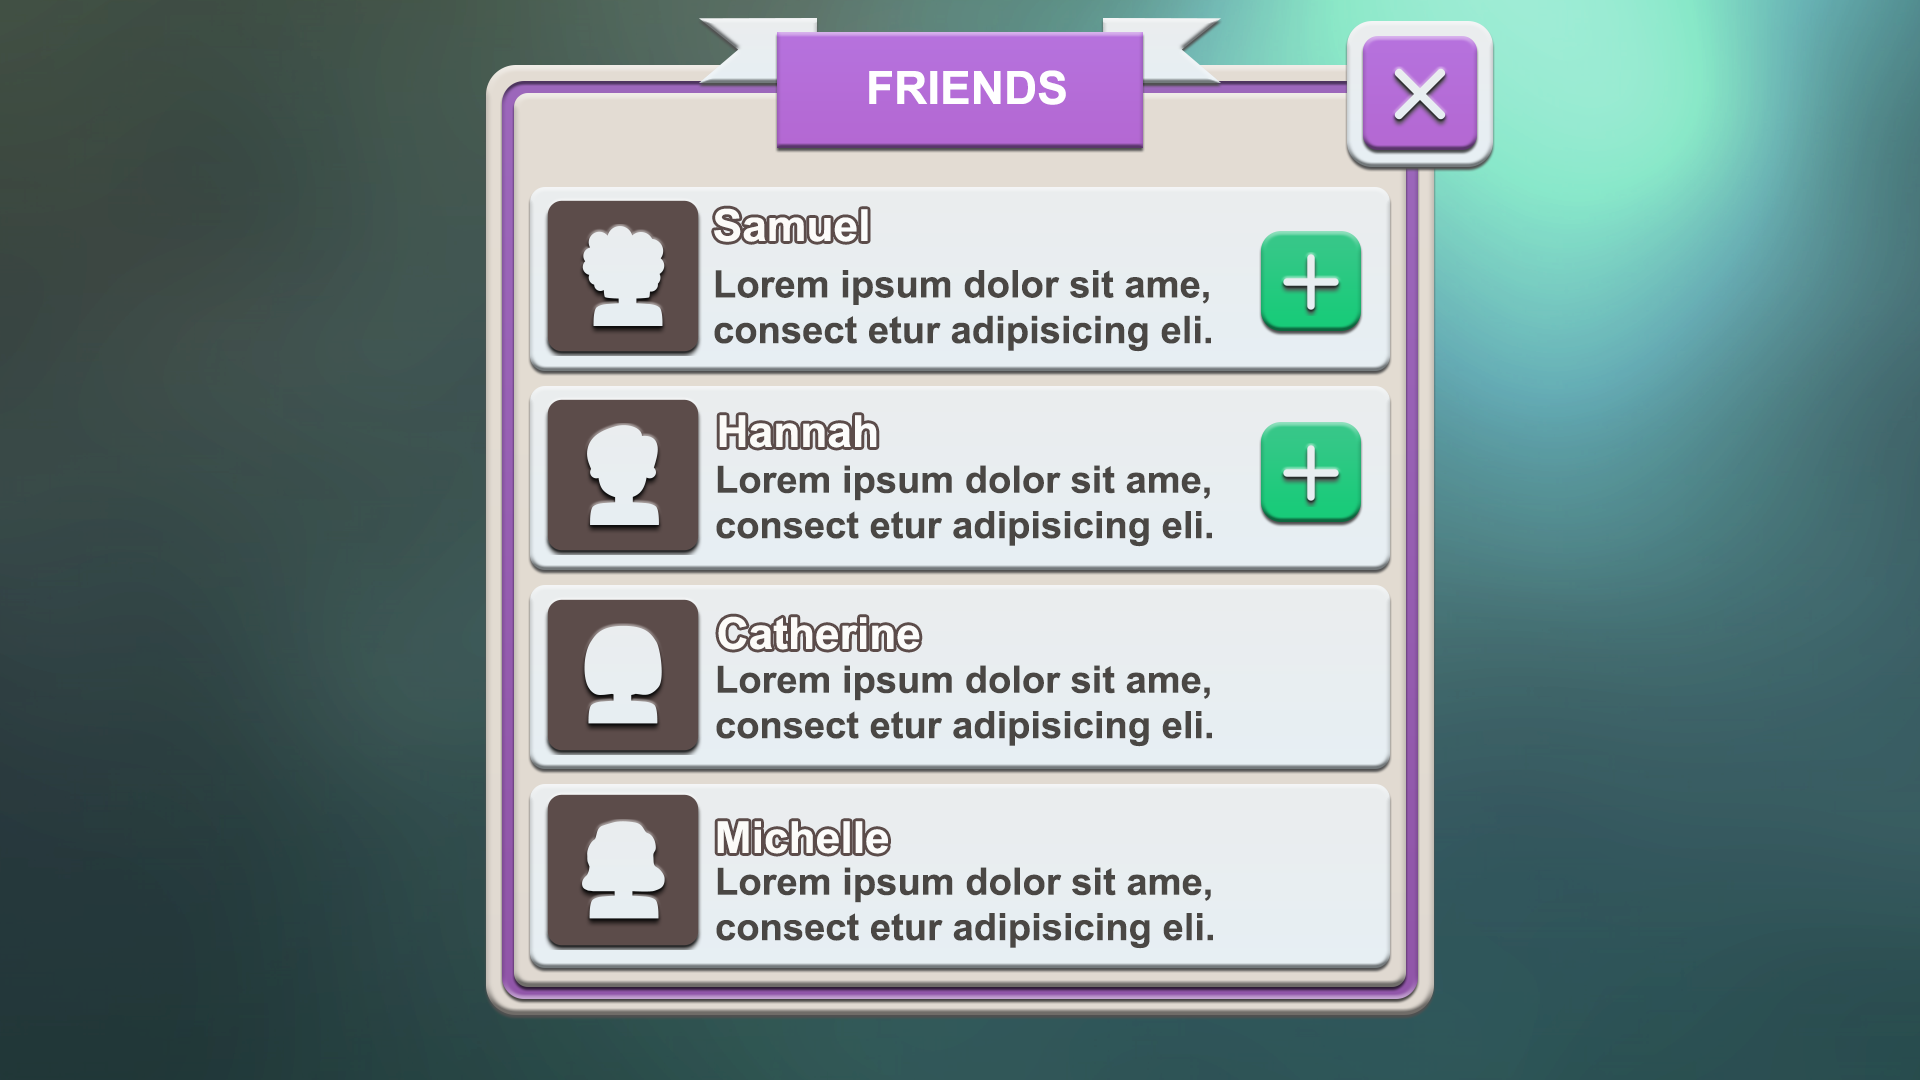 FRIENDS
Samuel
Lorem ipsum dolor sit ame,
consect etur adipisicing eli.
Hannah
Lorem ipsum dolor sit ame,
consect etur adipisicing eli.
Catherine
Lorem ipsum dolor sit ame,
consect etur adipisicing eli.
Michelle
Lorem ipsum dolor sit ame,
consect etur adipisicing eli.